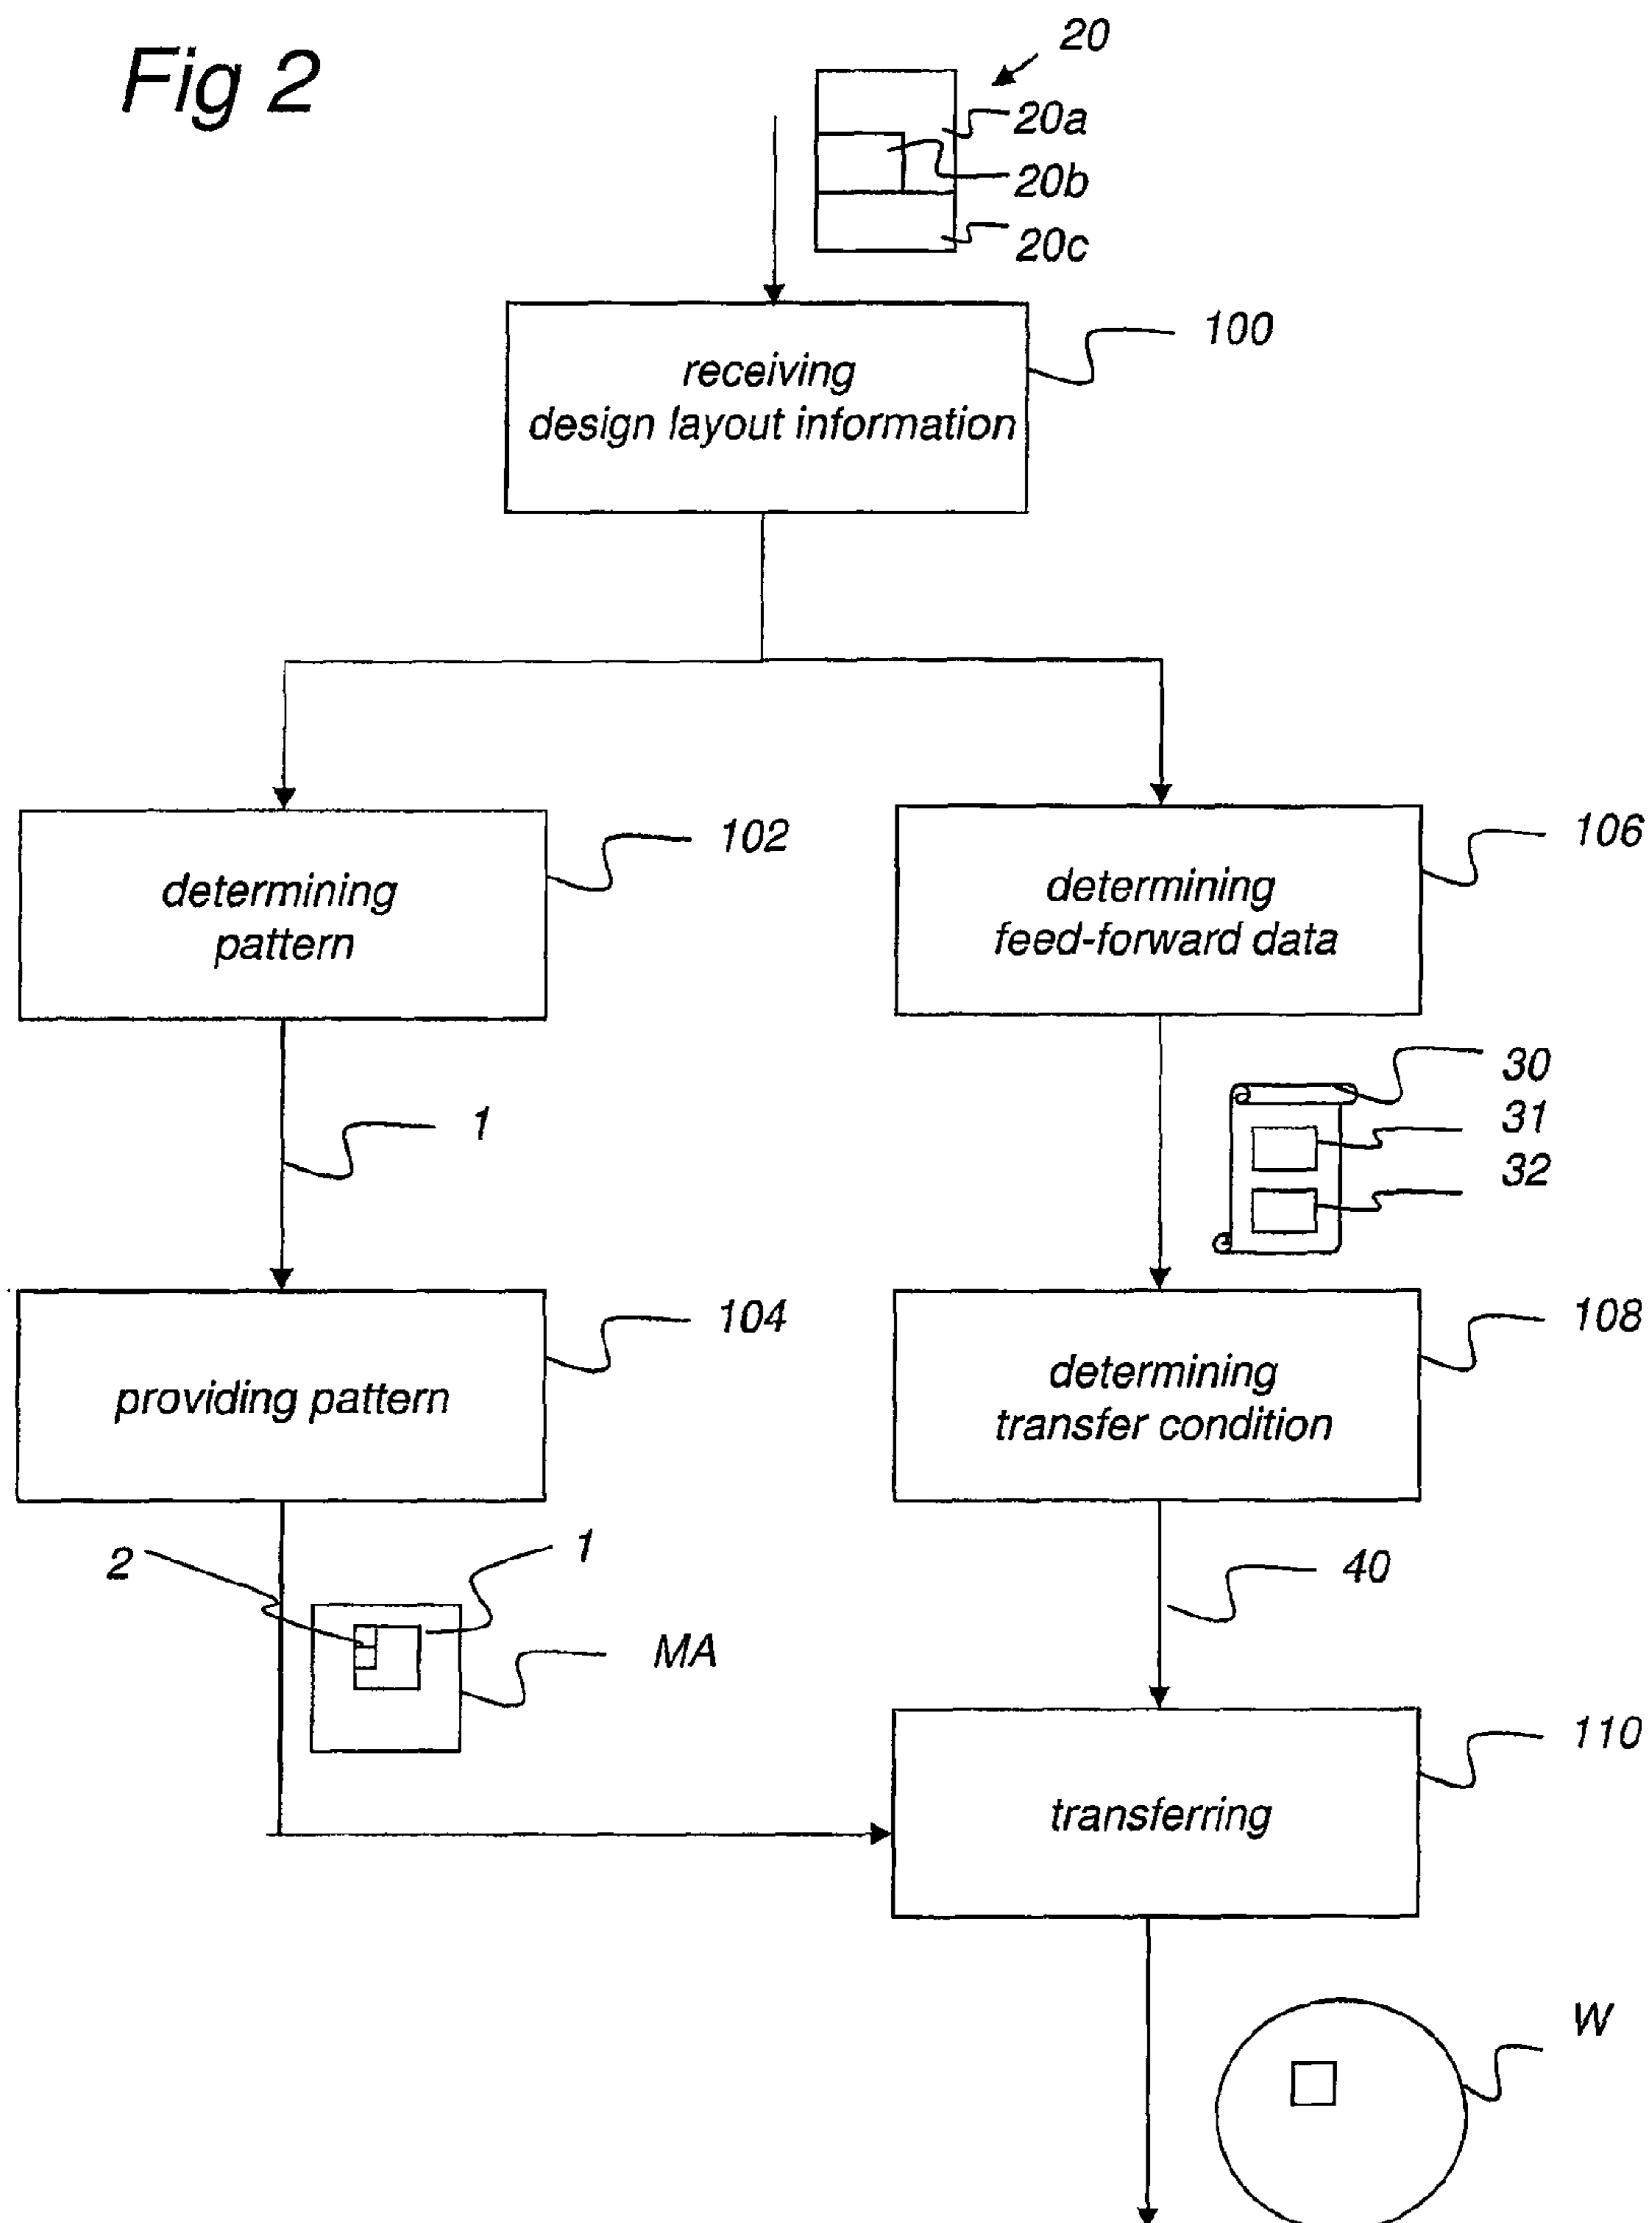 Fig 2
20
20a
20b
20c
100
receiving
design layout information
102
determining
pattern
106
determining
feed-forward data
1
30
31
32
104
providing pattern
108
determining
transfer condition
2
1
MA
40
110
transferring
W